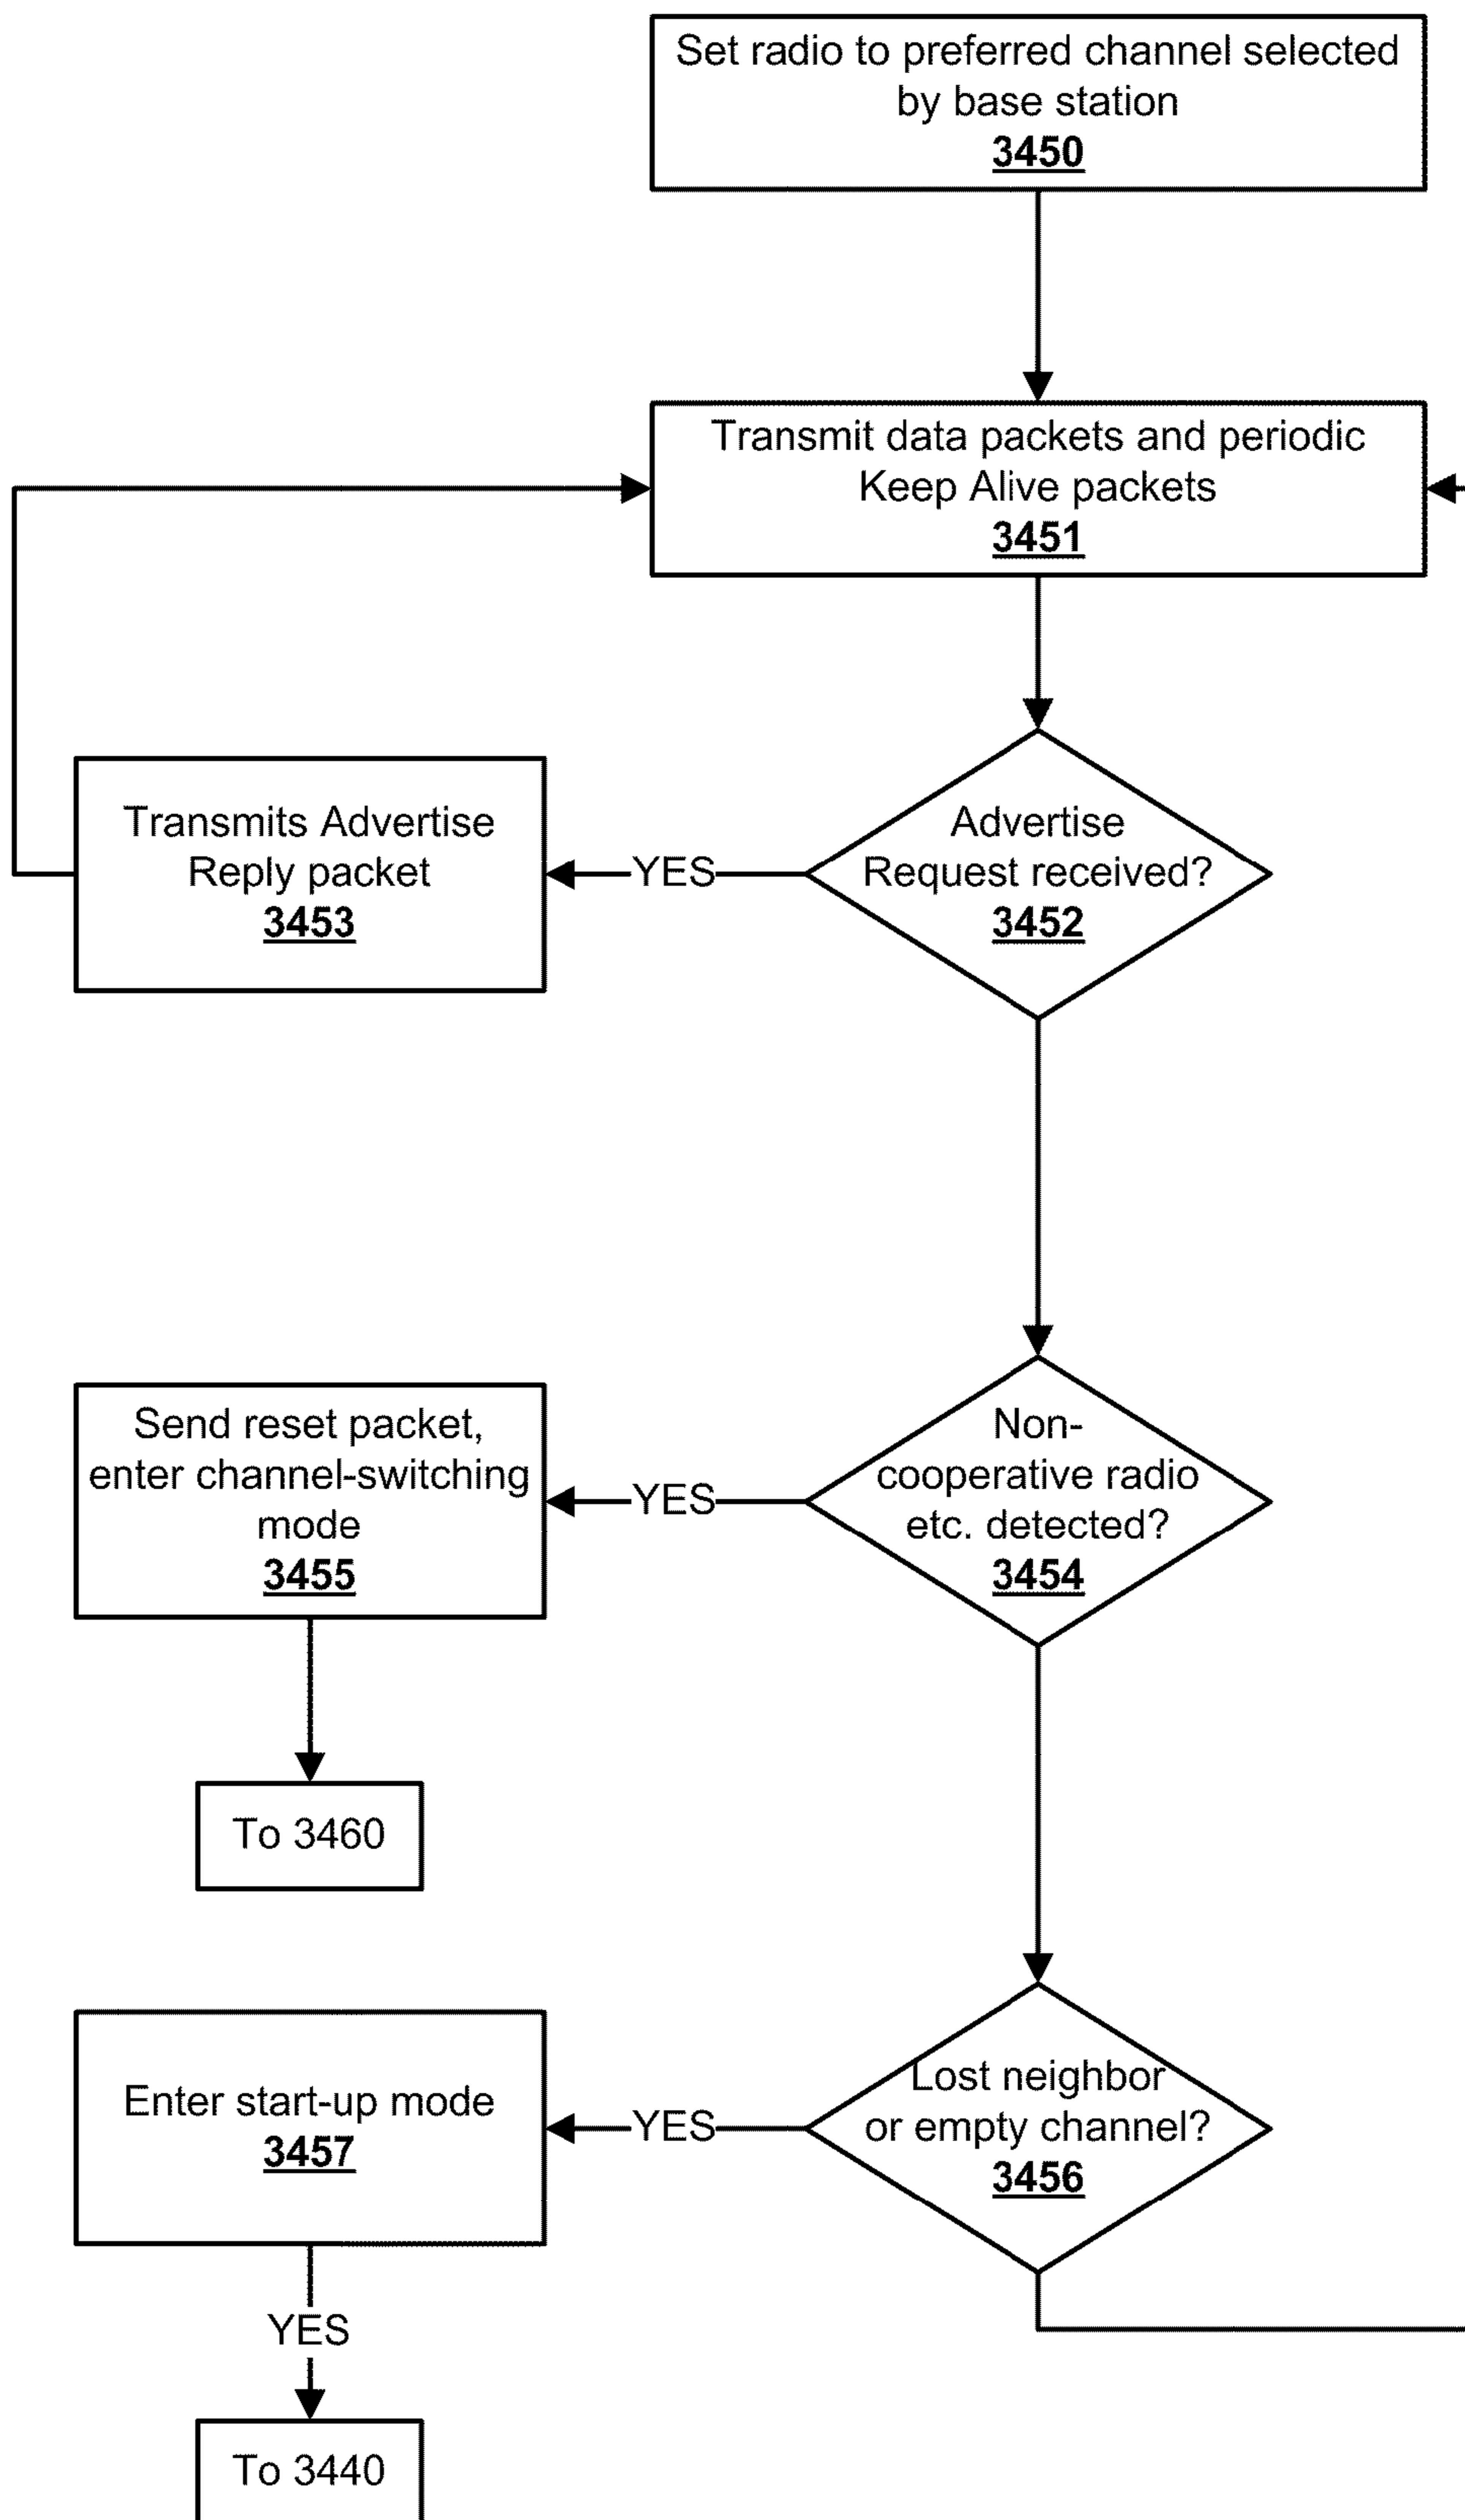 Set radio to preferred channel selected
by base station
3450
Transmit data packets and periodic
Keep Alive packets
3451
Transmits Advertise
Reply packet
3453
YES
Advertise
Request received?
3452
Send reset packet,
enter channel-switching
mode
3455
YES
Non-
cooperative radio
etc. detected?
3454
To 3460
Enter start-up mode
3457
YES
Lost neighbor
or empty channel?
3456
YES
To 3440